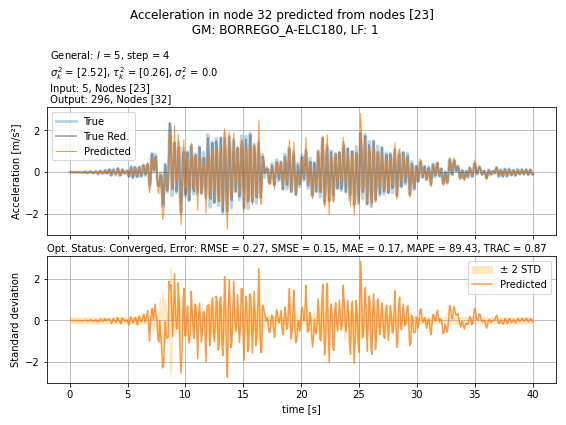 Acceleration in node 32 predicted from nodes [23]
GM: BORREGO_A-ELC180, LF: 1
General: l = 5, step = 4
σ²ₖ = [2.52], τ²ₖ = [0.26], σ²ε = 0.0
Input: 5, Nodes [23]
Output: 296, Nodes [32]
True
True Red.
Predicted
Acceleration [m/s²]
2
0
−2
Opt. Status: Converged, Error: RMSE = 0.27, SMSE = 0.15, MAE = 0.17, MAPE = 89.43, TRAC = 0.87
± 2 STD
Predicted
Standard deviation
2
0
−2
0 5 10 15 20 25 30 35 40
time [s]